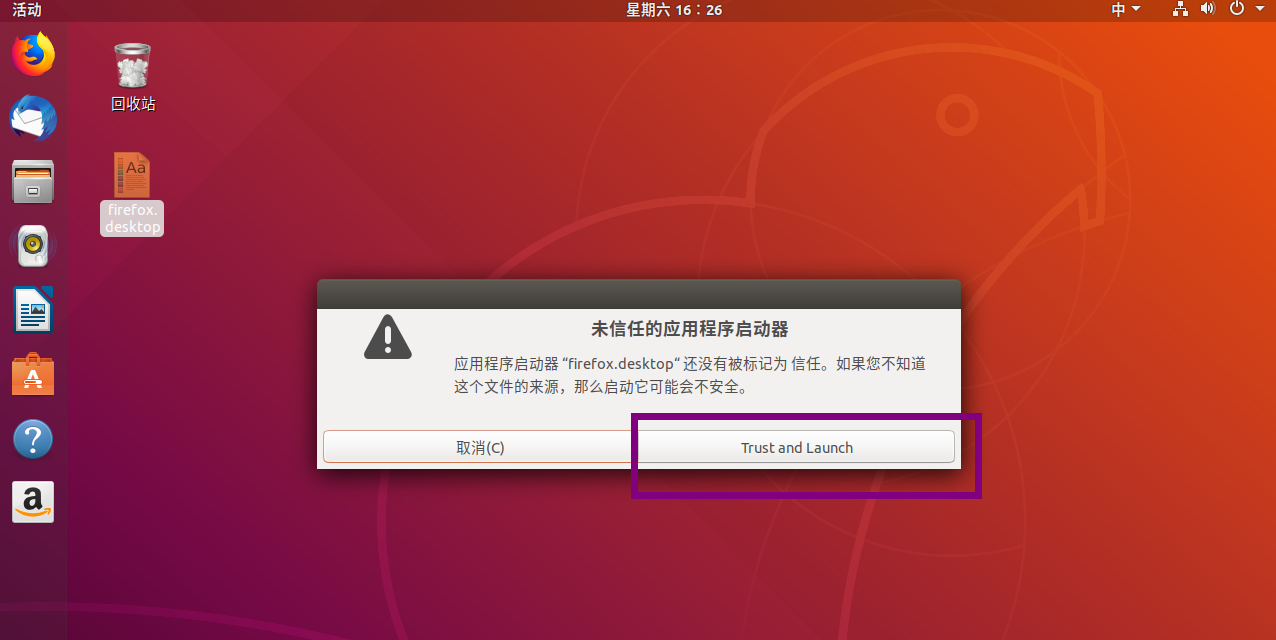 活动
星期六 16：26
中
回收站
Aa
firefox.
desktop
未信任的应用程序启动器
应用程序启动器 “firefox.desktop“ 还没有被标记为 信任。如果您不知道
这个文件的来源，那么启动它可能会不安全。
取消(C)
Trust and Launch
A
?
a